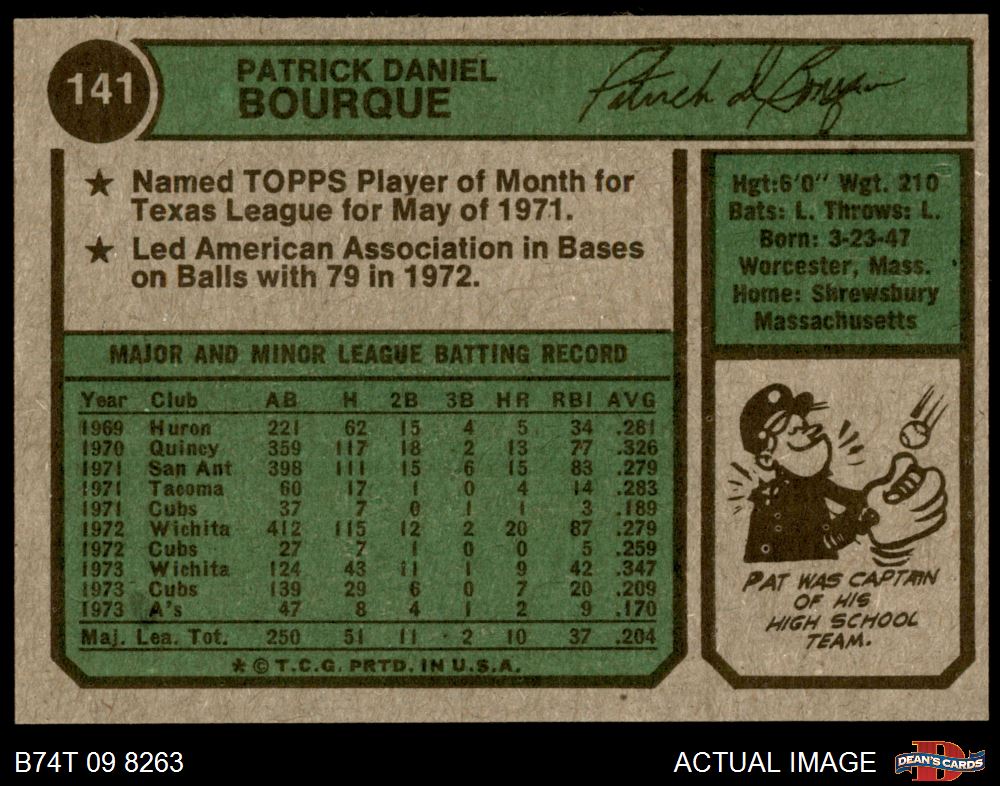 141
PATRICK DANIEL
BOURQUE
Patrick D Bourque
★ Named TOPPS Player of Month for
Texas League for May of 1971.
★ Led American Association in Bases
on Balls with 79 in 1972.
Hgt:6'0" Wgt. 210
Bats: L. Throws: L.
Born: 3-23-47
Worcester, Mass.
Home: Shrewsbury
Massachusetts
MAJOR AND MINOR LEAGUE BATTING RECORD
Year Club AB H 2B 3B HR RBI AVG
1969 Huron 221 62 15 4 5 34 .281
1970 Quincy 359 117 18 2 13 77 .326
1971 San Ant 398 111 15 6 15 83 .279
1971 Tacoma 60 17 1 0 4 14 .283
1971 Cubs 37 7 0 1 1 3 .189
1972 Wichita 412 115 12 2 20 87 .279
1972 Cubs 27 7 1 0 0 5 .259
1973 Wichita 124 43 11 1 9 42 .347
1973 Cubs 139 29 6 0 7 20 .209
1973 A's 47 8 4 1 2 9 .170
Maj. Lea. Tot. 250 51 11 2 10 37 .204
★ © T.C.G. PRTD. IN U.S.A.
PAT WAS CAPTAIN
OF HIS
HIGH SCHOOL
TEAM.
B74T 09 8263
ACTUAL IMAGE
D
DEAN'S CARDS